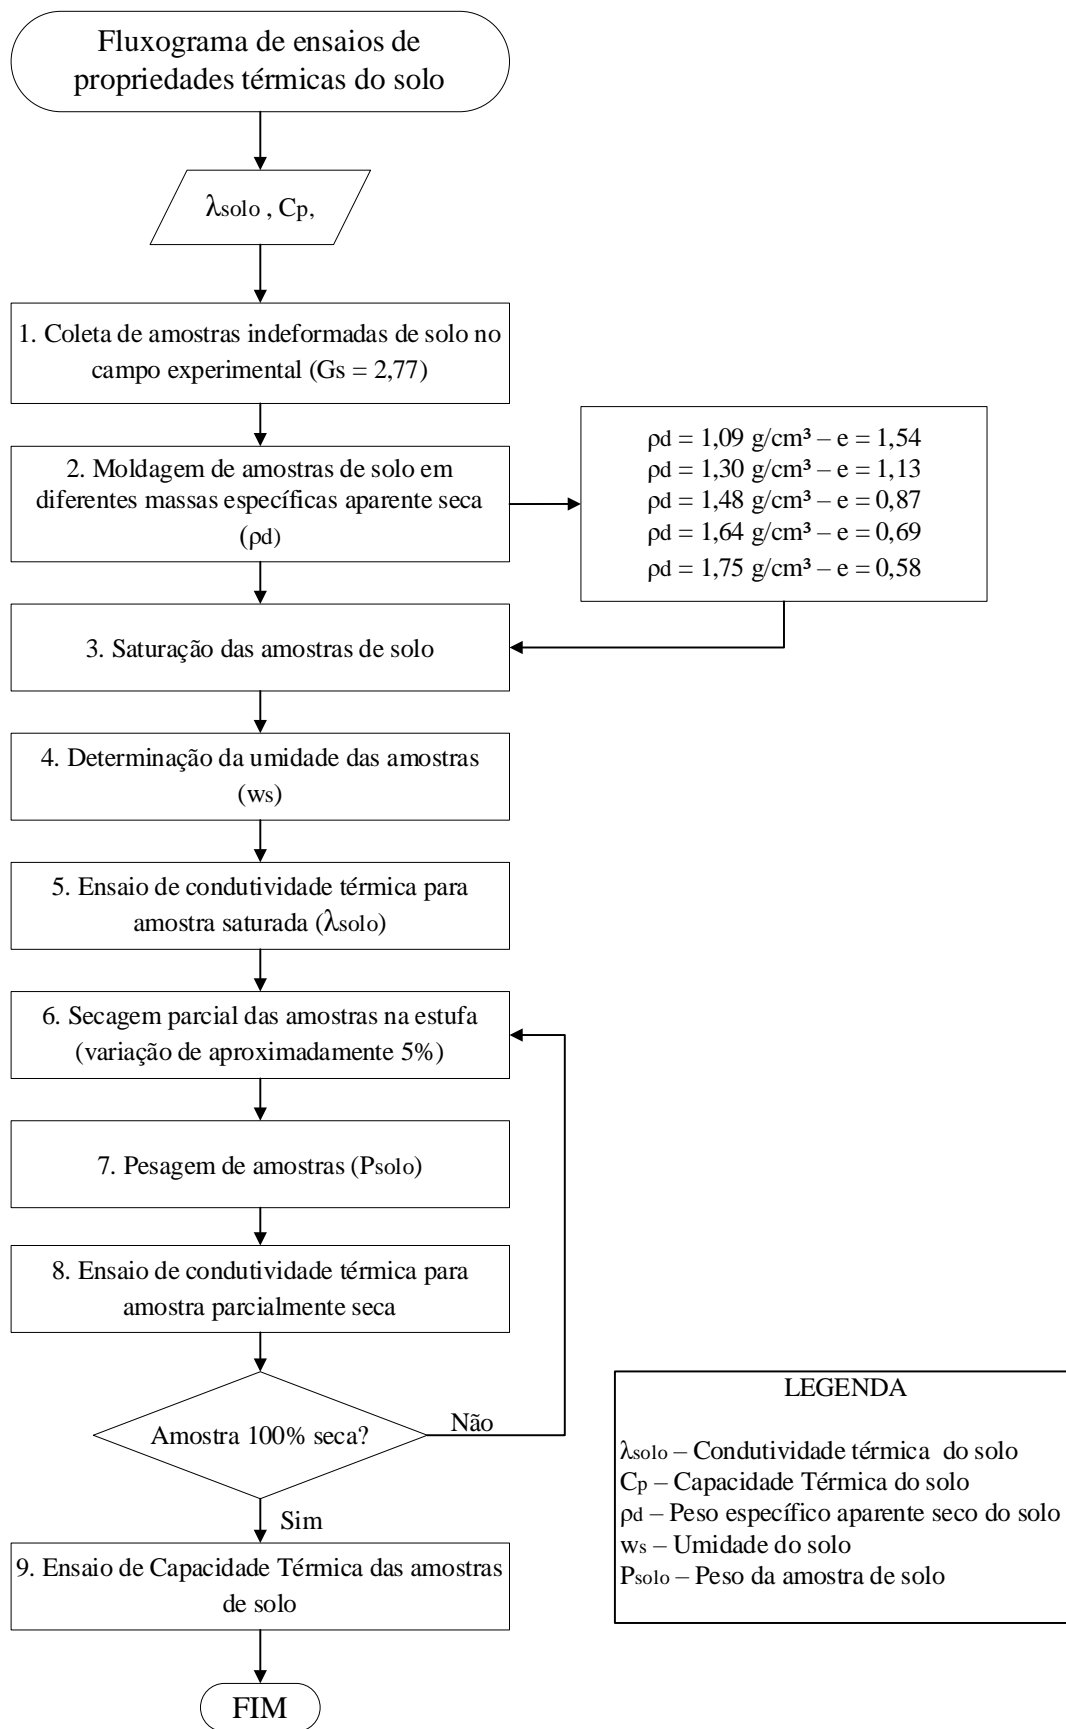 Fluxograma de ensaios de
propriedades térmicas do solo
λsolo , Cp,
1. Coleta de amostras indeformadas de solo no
campo experimental (Gs = 2,77)
2. Moldagem de amostras de solo em
diferentes massas específicas aparente seca
(ρd)
ρd = 1,09 g/cm³ – e = 1,54
ρd = 1,30 g/cm³ – e = 1,13
ρd = 1,48 g/cm³ – e = 0,87
ρd = 1,64 g/cm³ – e = 0,69
ρd = 1,75 g/cm³ – e = 0,58
3. Saturação das amostras de solo
4. Determinação da umidade das amostras
(ws)
5. Ensaio de condutividade térmica para
amostra saturada (λsolo)
6. Secagem parcial das amostras na estufa
(variação de aproximadamente 5%)
7. Pesagem de amostras (Psolo)
8. Ensaio de condutividade térmica para
amostra parcialmente seca
Amostra 100% seca?
Não
Sim
9. Ensaio de Capacidade Térmica das amostras
de solo
FIM
LEGENDA
λsolo – Condutividade térmica  do solo
Cp – Capacidade Térmica do solo
ρd – Peso específico aparente seco do solo
ws – Umidade do solo
Psolo – Peso da amostra de solo